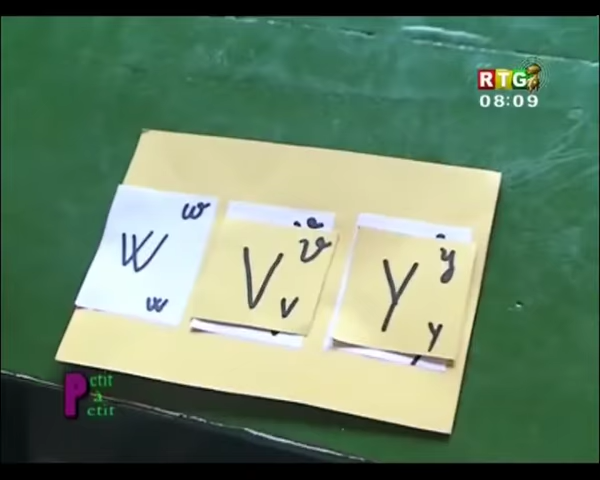 RTG
08:09
W w w
V v v
Y y y
Petit
à
Petit